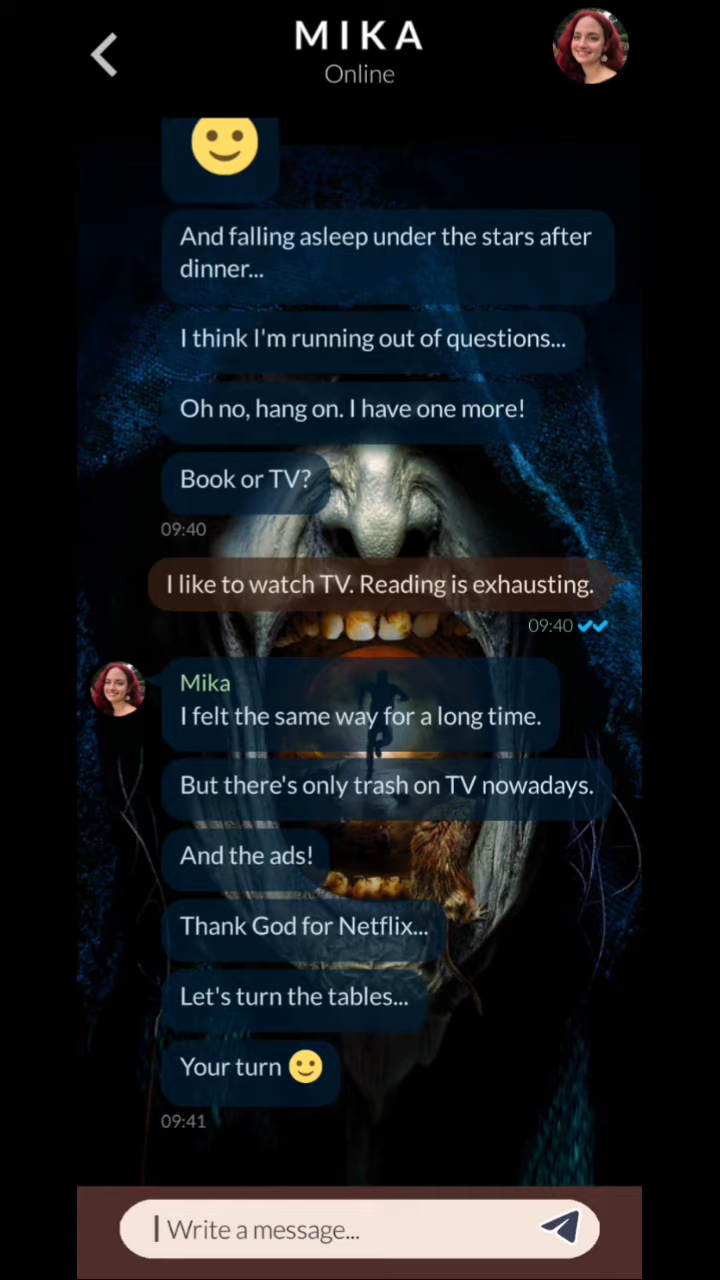 MIKA
Online
🙂
And falling asleep under the stars after
dinner...
I think I'm running out of questions...
Oh no, hang on. I have one more!
Book or TV?
09:40
I like to watch TV. Reading is exhausting.
09:40
Mika
I felt the same way for a long time.
But there's only trash on TV nowadays.
And the ads!
Thank God for Netflix...
Let's turn the tables...
Your turn 🙂
09:41
Write a message...